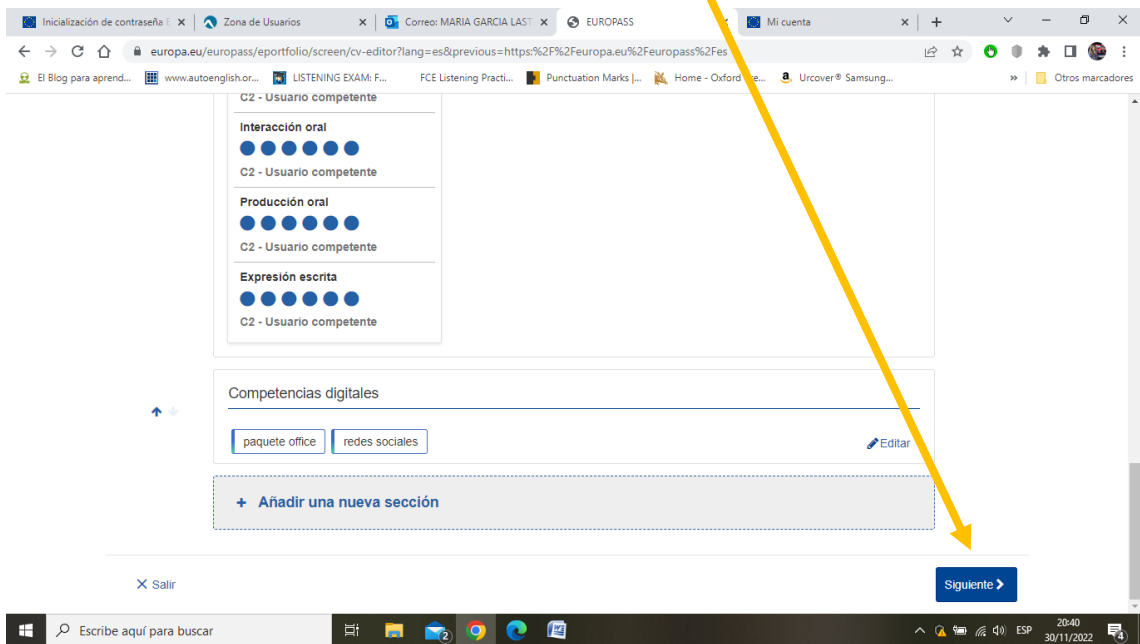 Inicialización de contraseña E
Zona de Usuarios
Correo: MARIA GARCIA LAST
EUROPASS
Mi cuenta
europa.eu/europass/eportfolio/screen/cv-editor?lang=es&previous=https:%2F%2Feuropa.eu%2Feuropass%2Fes
El Blog para aprend...
www.autoenglish.or...
LISTENING EXAM: F...
FCE Listening Practi...
Punctuation Marks |...
Home - Oxford
Urcover® Samsung...
»
Otros marcadores
C2 - Usuario competente
Interacción oral
C2 - Usuario competente
Producción oral
C2 - Usuario competente
Expresión escrita
C2 - Usuario competente
Competencias digitales
paquete office
redes sociales
Editar
+ Añadir una nueva sección
Salir
Siguiente
Escribe aquí para buscar
2
ESP
20:40
30/11/2022
4